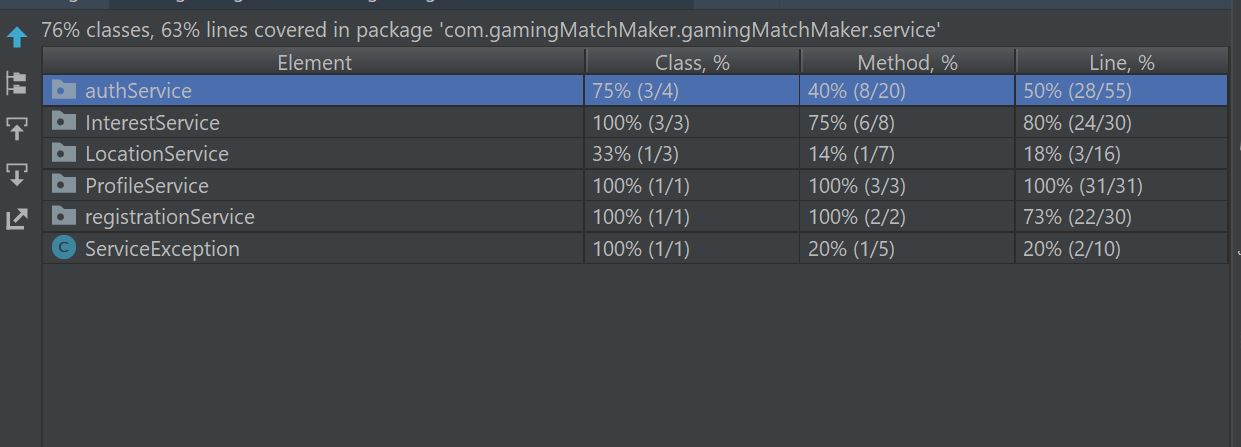 76% classes, 63% lines covered in package 'com.gamingMatchMaker.gamingMatchMaker.service'
Element Class, % Method, % Line, %
authService 75% (3/4) 40% (8/20) 50% (28/55)
InterestService 100% (3/3) 75% (6/8) 80% (24/30)
LocationService 33% (1/3) 14% (1/7) 18% (3/16)
ProfileService 100% (1/1) 100% (3/3) 100% (31/31)
registrationService 100% (1/1) 100% (2/2) 73% (22/30)
C ServiceException 100% (1/1) 20% (1/5) 20% (2/10)